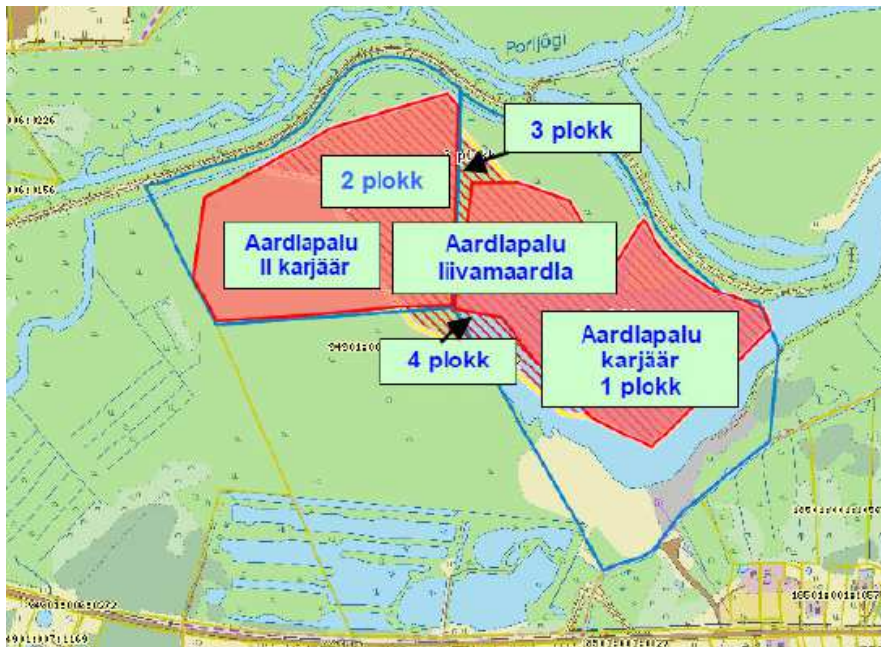 Porijõgi
3 plokk
2 plokk
Aardlapalu
II karjäär
Aardlapalu
liivamaardla
Aardlapalu
karjäär
1 plokk
4 plokk